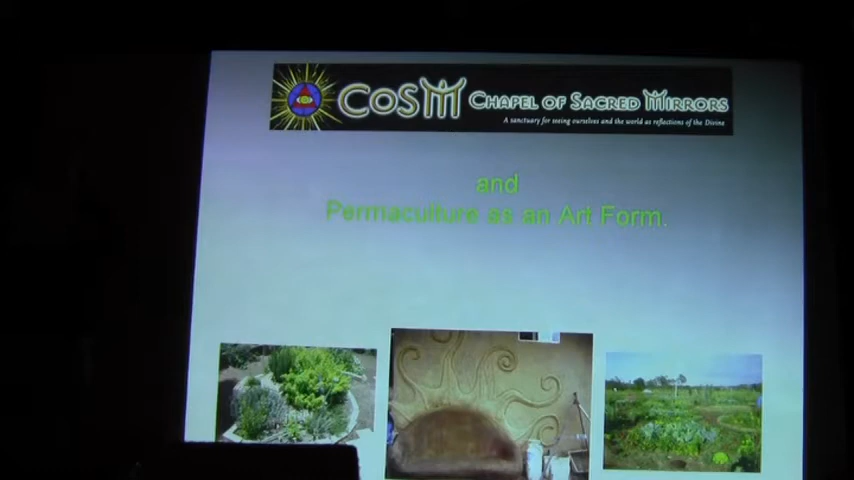 CoSM Chapel of Sacred Mirrors
A sanctuary for seeing ourselves and the world as reflections of the Divine
and
Permaculture as an Art Form.